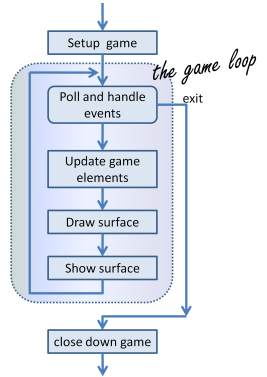 Setup game
the game loop
Poll and handle
events
exit
Update game
elements
Draw surface
Show surface
close down game